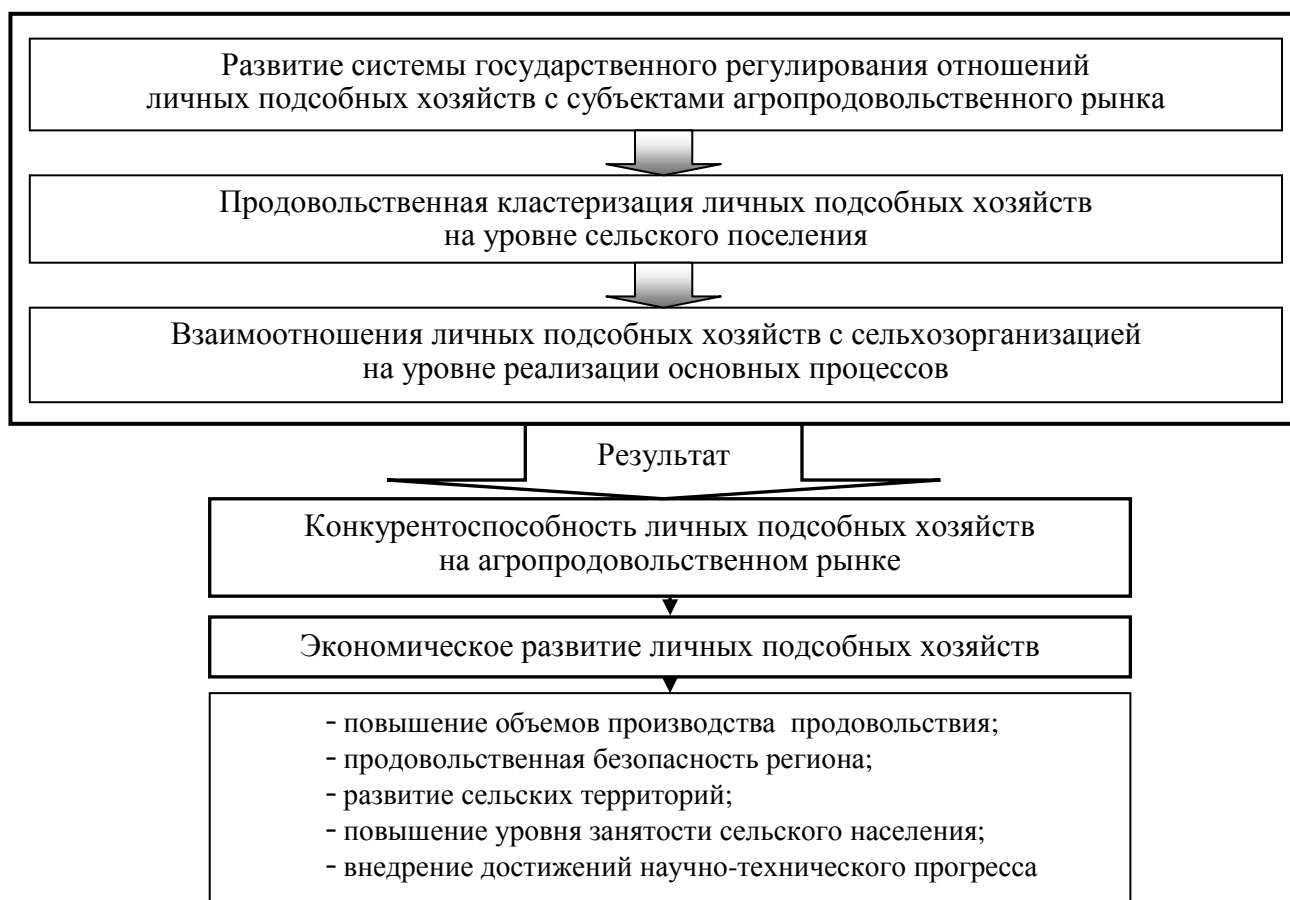 Развитие системы государственного регулирования отношений
личных подсобных хозяйств с субъектами агропродовольственного рынка
Продовольственная кластеризация личных подсобных хозяйств
на уровне сельского поселения
Взаимоотношения личных подсобных хозяйств с сельхозорганизацией
на уровне реализации основных процессов
Результат
Конкурентоспособность личных подсобных хозяйств
на агропродовольственном рынке
Экономическое развитие личных подсобных хозяйств
- повышение объемов производства продовольствия;
- продовольственная безопасность региона;
- развитие сельских территорий;
- повышение уровня занятости сельского населения;
- внедрение достижений научно-технического прогресса